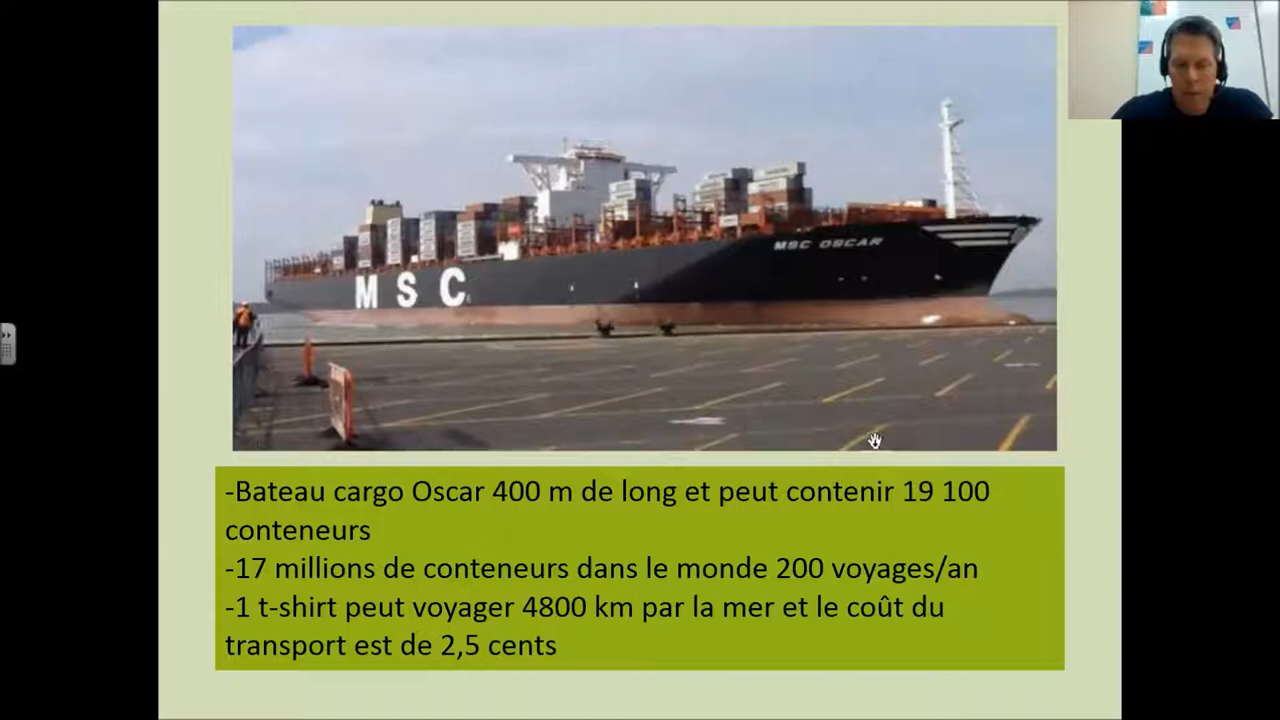 MSC OSCAR
M S C
-Bateau cargo Oscar 400 m de long et peut contenir 19 100
conteneurs
-17 millions de conteneurs dans le monde 200 voyages/an
-1 t-shirt peut voyager 4800 km par la mer et le coût du
transport est de 2,5 cents